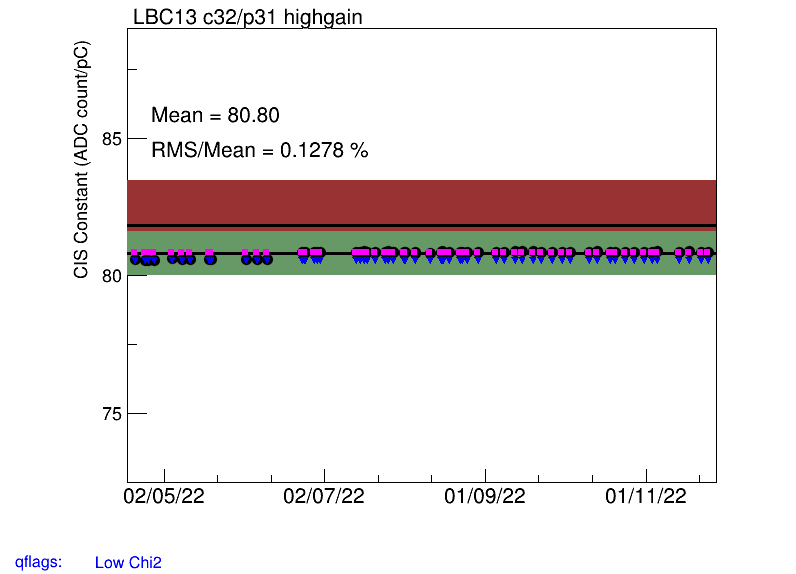 LBC13 c32/p31 highgain
CIS Constant (ADC count/pC)
Mean = 80.80
RMS/Mean = 0.1278 %
85
80
75
02/05/22 02/07/22 01/09/22 01/11/22
qflags: Low Chi2